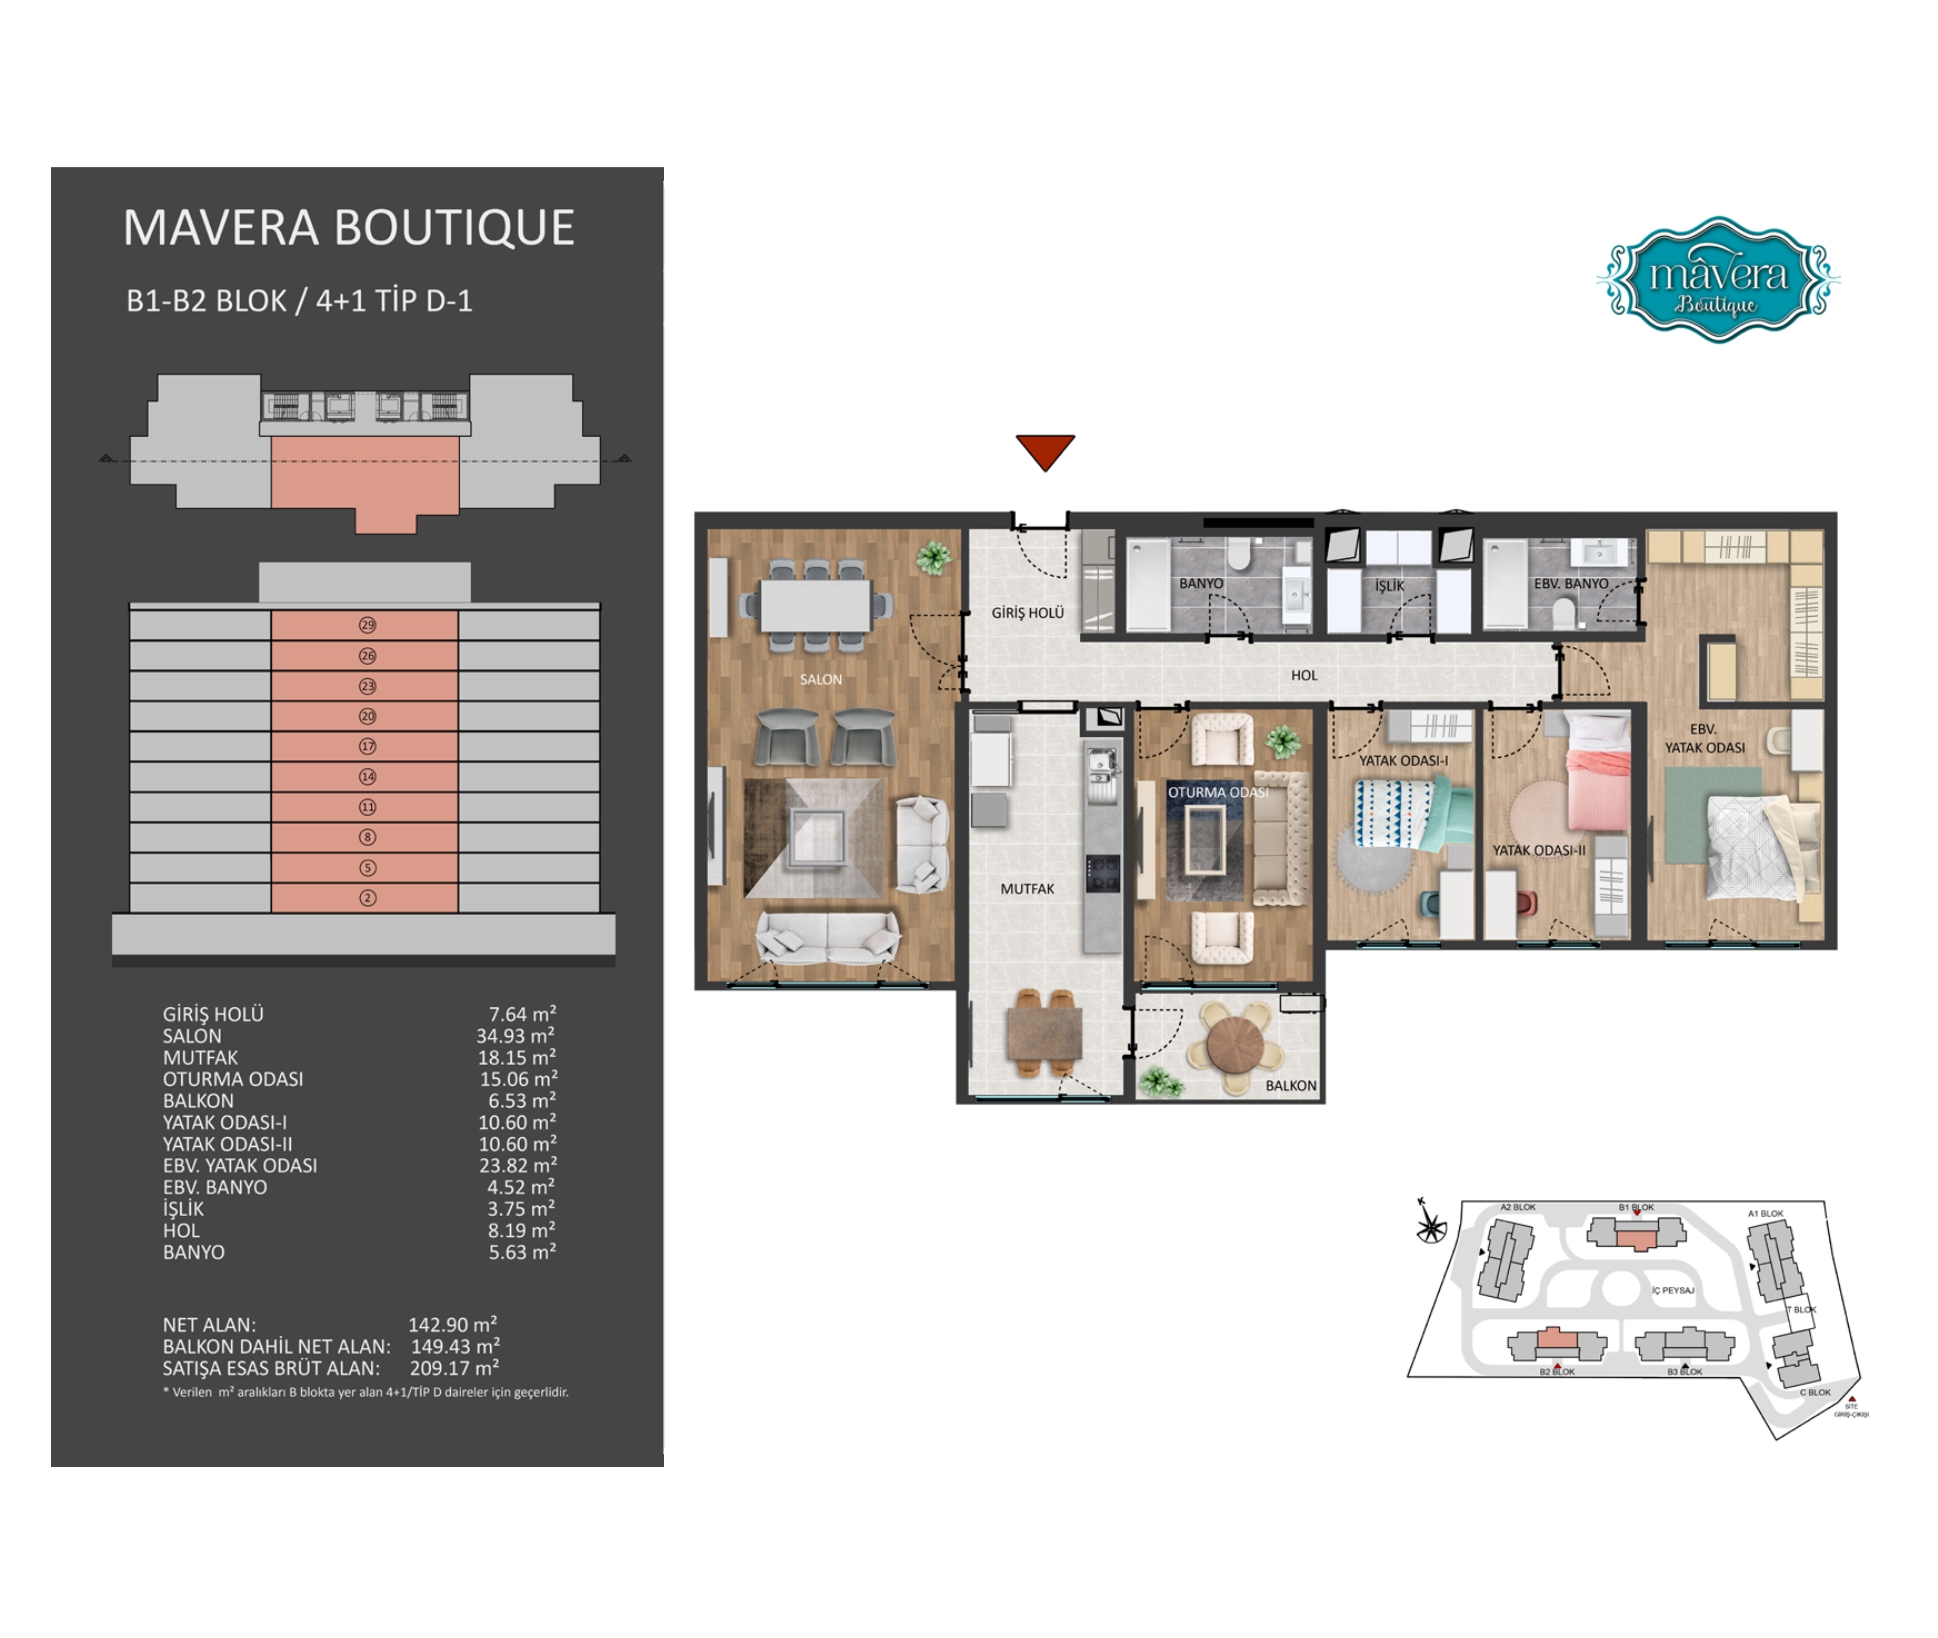 MAVERA BOUTIQUE
B1-B2 BLOK / 4+1 TİP D-1
29
26
23
20
17
14
11
8
5
2
GİRİŞ HOLÜ 7.64 m²
SALON 34.93 m²
MUTFAK 18.15 m²
OTURMA ODASI 15.06 m²
BALKON 6.53 m²
YATAK ODASI-I 10.60 m²
YATAK ODASI-II 10.60 m²
EBV. YATAK ODASI 23.82 m²
EBV. BANYO 4.52 m²
İŞLİK 3.75 m²
HOL 8.19 m²
BANYO 5.63 m²
NET ALAN: 142.90 m²
BALKON DAHİL NET ALAN: 149.43 m²
SATIŞA ESAS BRÜT ALAN: 209.17 m²
* Verilen m² aralıkları B blokta yer alan 4+1/TİP D daireler için geçerlidir.
mâvera
Boutique
BANYO
İŞLİK
EBV. BANYO
GİRİŞ HOLÜ
HOL
SALON
EBV.
YATAK ODASI
YATAK ODASI-I
OTURMA ODASI
YATAK ODASI-II
MUTFAK
BALKON
K
A2 BLOK
B1 BLOK
A1 BLOK
İÇ PEYSAJ
T BLOK
B2 BLOK
B3 BLOK
C BLOK
SİTE
GİRİŞ-ÇIKIŞI